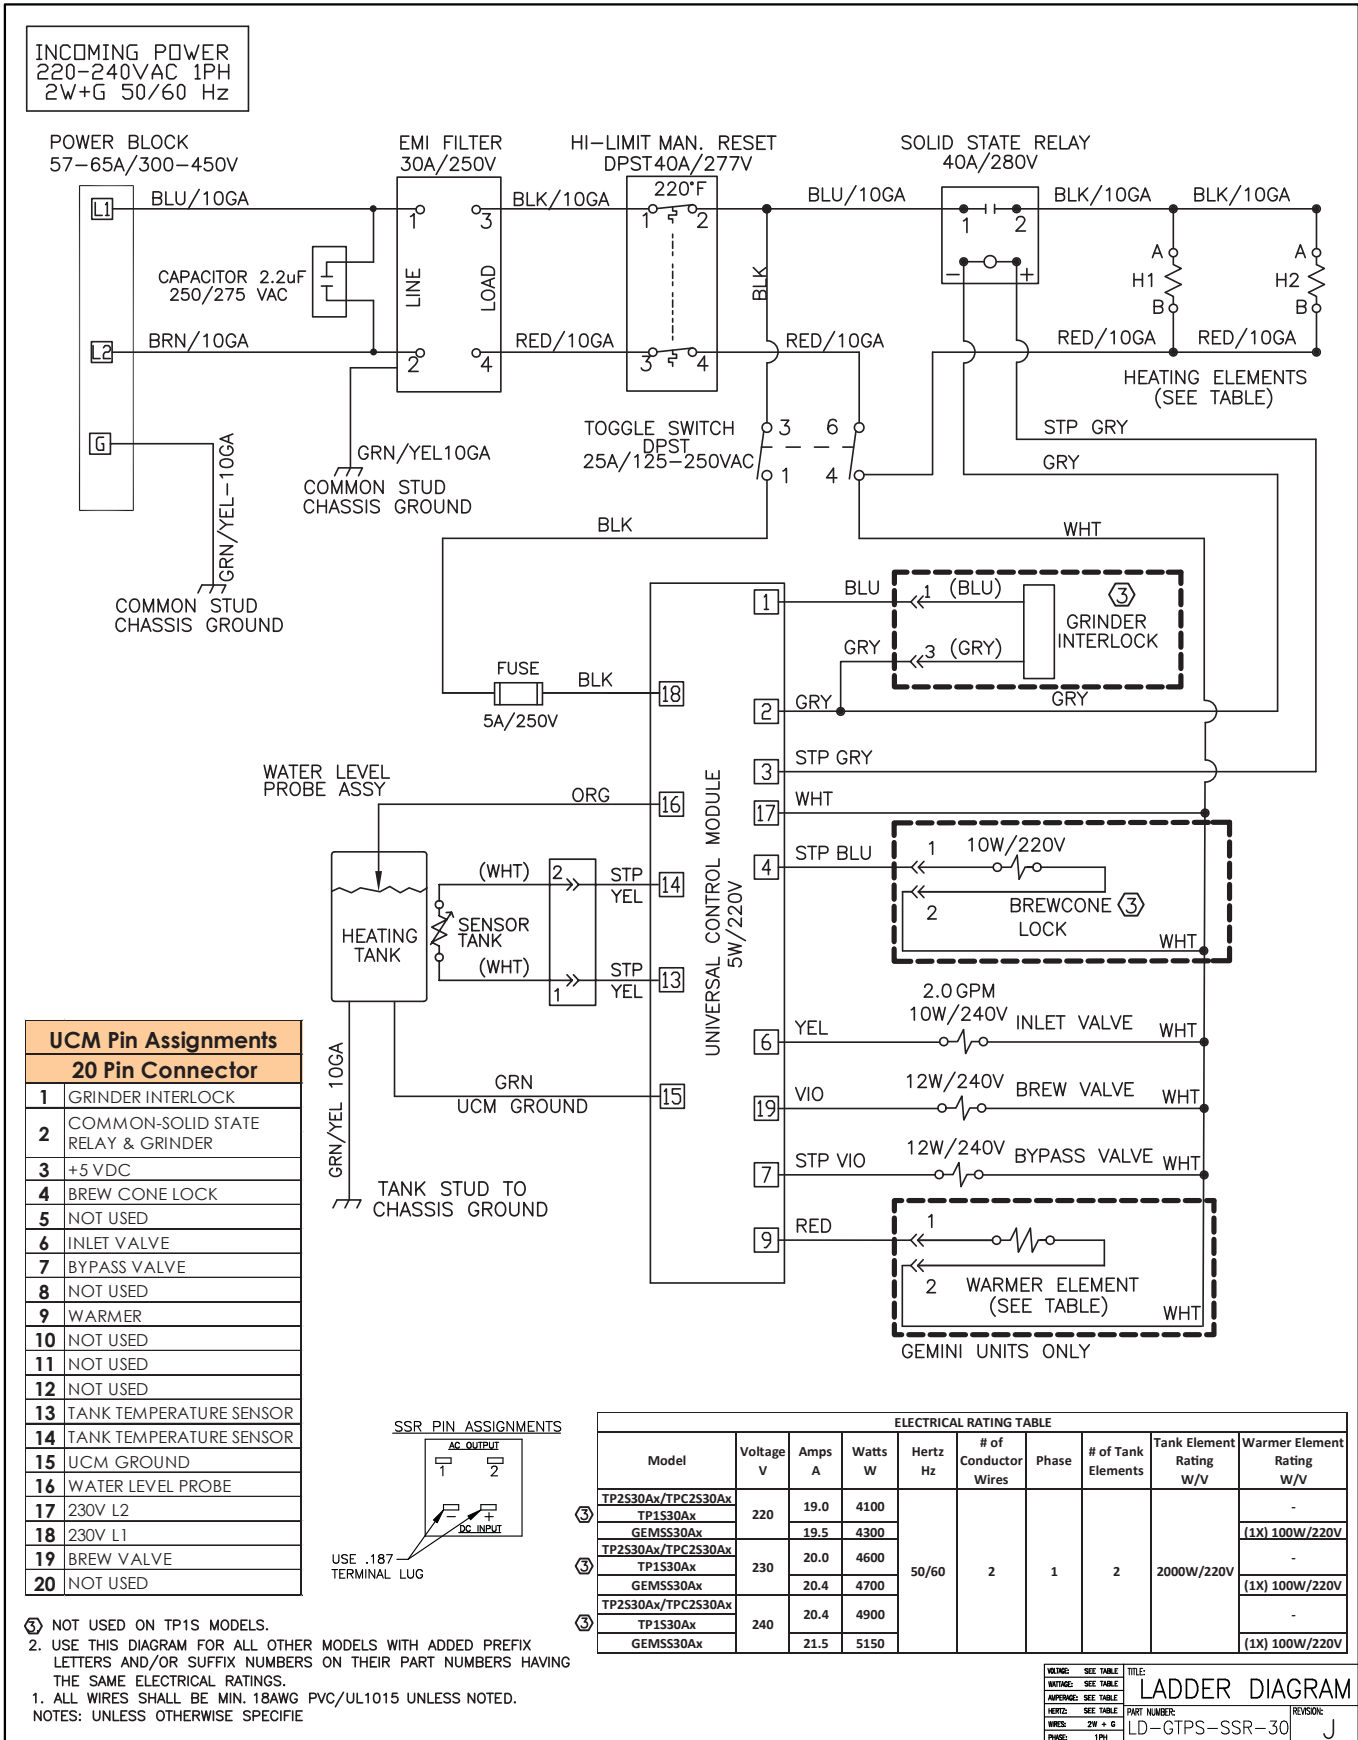 INCOMING POWER
220-240VAC 1PH
2W+G 50/60 Hz
POWER BLOCK
57-65A/300-450V
EMI FILTER
30A/250V
HI-LIMIT MAN. RESET
DPST40A/277V
SOLID STATE RELAY
40A/280V
220°F
L1
BLU/10GA
1
3
BLK/10GA
1
2
BLU/10GA
1
2
BLK/10GA
BLK/10GA
CAPACITOR 2.2uF
250/275 VAC
LINE
LOAD
BLK
-
+
A
H1
B
A
H2
B
L2
BRN/10GA
2
4
RED/10GA
3
4
RED/10GA
RED/10GA
RED/10GA
HEATING ELEMENTS
(SEE TABLE)
G
GRN/YEL-10GA
COMMON STUD
CHASSIS GROUND
GRN/YEL10GA
COMMON STUD
CHASSIS GROUND
TOGGLE SWITCH
DPST
25A/125-250VAC
3
6
1
4
STP GRY
GRY
BLK
WHT
1
BLU
1 (BLU)
3
GRINDER
INTERLOCK
GRY
3 (GRY)
FUSE
5A/250V
BLK
18
2
GRY
GRY
WATER LEVEL
PROBE ASSY
ORG
16
UNIVERSAL CONTROL MODULE
5W/220V
3
STP GRY
17
WHT
4
STP BLU
1
10W/220V
2
BREWCONE 3
LOCK
WHT
(WHT)
2
STP
YEL
14
HEATING
TANK
SENSOR
TANK
(WHT)
1
STP
YEL
13
2.0 GPM
10W/240V
INLET VALVE
6
YEL
WHT
GRN/YEL 10GA
GRN
UCM GROUND
15
19
VIO
12W/240V
BREW VALVE
WHT
7
STP VIO
12W/240V
BYPASS VALVE
WHT
TANK STUD TO
CHASSIS GROUND
9
RED
1
2
WARMER ELEMENT
(SEE TABLE)
WHT
GEMINI UNITS ONLY
UCM Pin Assignments
20 Pin Connector
1 GRINDER INTERLOCK
2 COMMON-SOLID STATE
RELAY & GRINDER
3 +5 VDC
4 BREW CONE LOCK
5 NOT USED
6 INLET VALVE
7 BYPASS VALVE
8 NOT USED
9 WARMER
10 NOT USED
11 NOT USED
12 NOT USED
13 TANK TEMPERATURE SENSOR
14 TANK TEMPERATURE SENSOR
15 UCM GROUND
16 WATER LEVEL PROBE
17 230V L2
18 230V L1
19 BREW VALVE
20 NOT USED
SSR PIN ASSIGNMENTS
AC OUTPUT
1
2
-
+
DC INPUT
USE .187
TERMINAL LUG
ELECTRICAL RATING TABLE
Model Voltage V Amps A Watts W Hertz Hz # of Conductor Wires Phase # of Tank Elements Tank Element Rating W/V Warmer Element Rating W/V
3
TP2S30Ax/TPC2S30Ax
TP1S30Ax 220 19.0 4100 -
GEMSS30Ax 19.5 4300 (1X) 100W/220V
3
TP2S30Ax/TPC2S30Ax
TP1S30Ax 230 20.0 4600 50/60 2 1 2 2000W/220V -
GEMSS30Ax 20.4 4700 (1X) 100W/220V
3
TP2S30Ax/TPC2S30Ax
TP1S30Ax 240 20.4 4900 -
GEMSS30Ax 21.5 5150 (1X) 100W/220V
3 NOT USED ON TP1S MODELS.
2. USE THIS DIAGRAM FOR ALL OTHER MODELS WITH ADDED PREFIX
LETTERS AND/OR SUFFIX NUMBERS ON THEIR PART NUMBERS HAVING
THE SAME ELECTRICAL RATINGS.
1. ALL WIRES SHALL BE MIN. 18AWG PVC/UL1015 UNLESS NOTED.
NOTES: UNLESS OTHERWISE SPECIFIE
VOLTAGE: SEE TABLE
WATTAGE: SEE TABLE
AMPERAGE: SEE TABLE
HERTZ: SEE TABLE
WIRES: 2W + G
PHASE: 1PH
TITLE:
LADDER DIAGRAM
PART NUMBER:
LD-GTPS-SSR-30
REVISION:
J